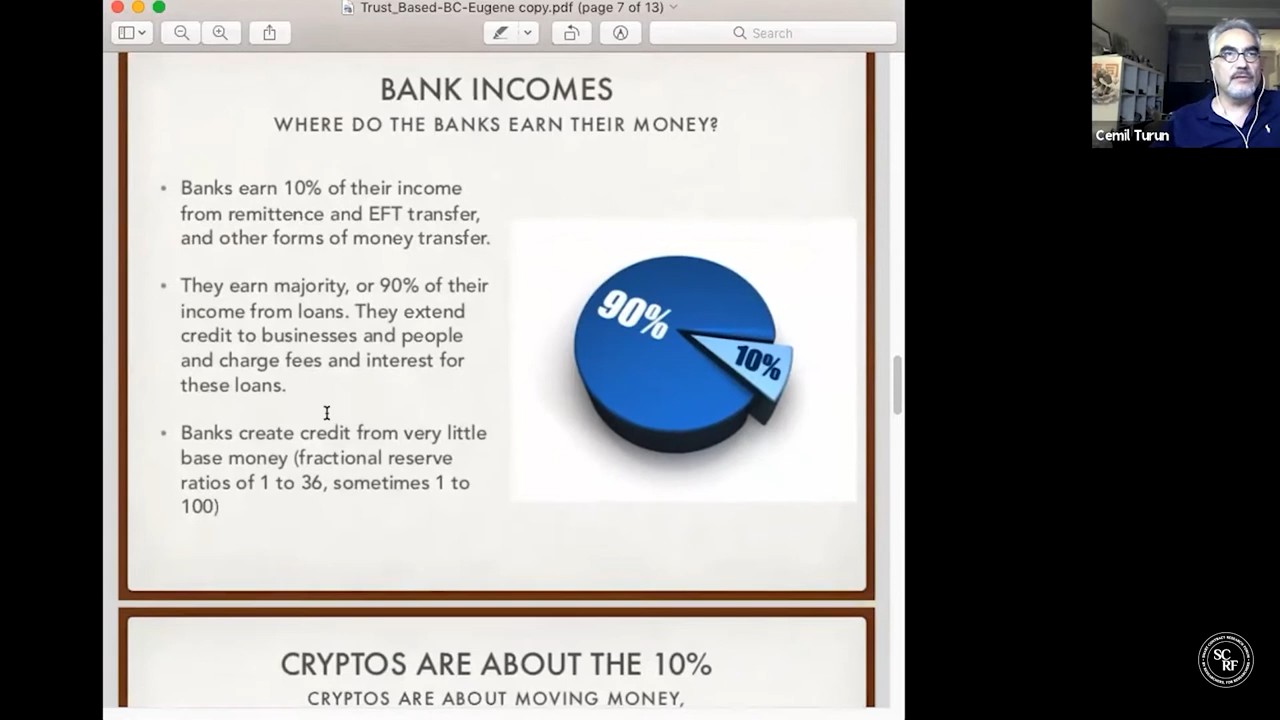 Trust_Based-BC-Eugene copy.pdf (page 7 of 13)
Search
BANK INCOMES
WHERE DO THE BANKS EARN THEIR MONEY?
• Banks earn 10% of their income
from remittence and EFT transfer,
and other forms of money transfer.
• They earn majority, or 90% of their
income from loans. They extend
credit to businesses and people
and charge fees and interest for
these loans.
• Banks create credit from very little
base money (fractional reserve
ratios of 1 to 36, sometimes 1 to
100)
90%
10%
CRYPTOS ARE ABOUT THE 10%
CRYPTOS ARE ABOUT MOVING MONEY,
Cemil Turun
SC
RF